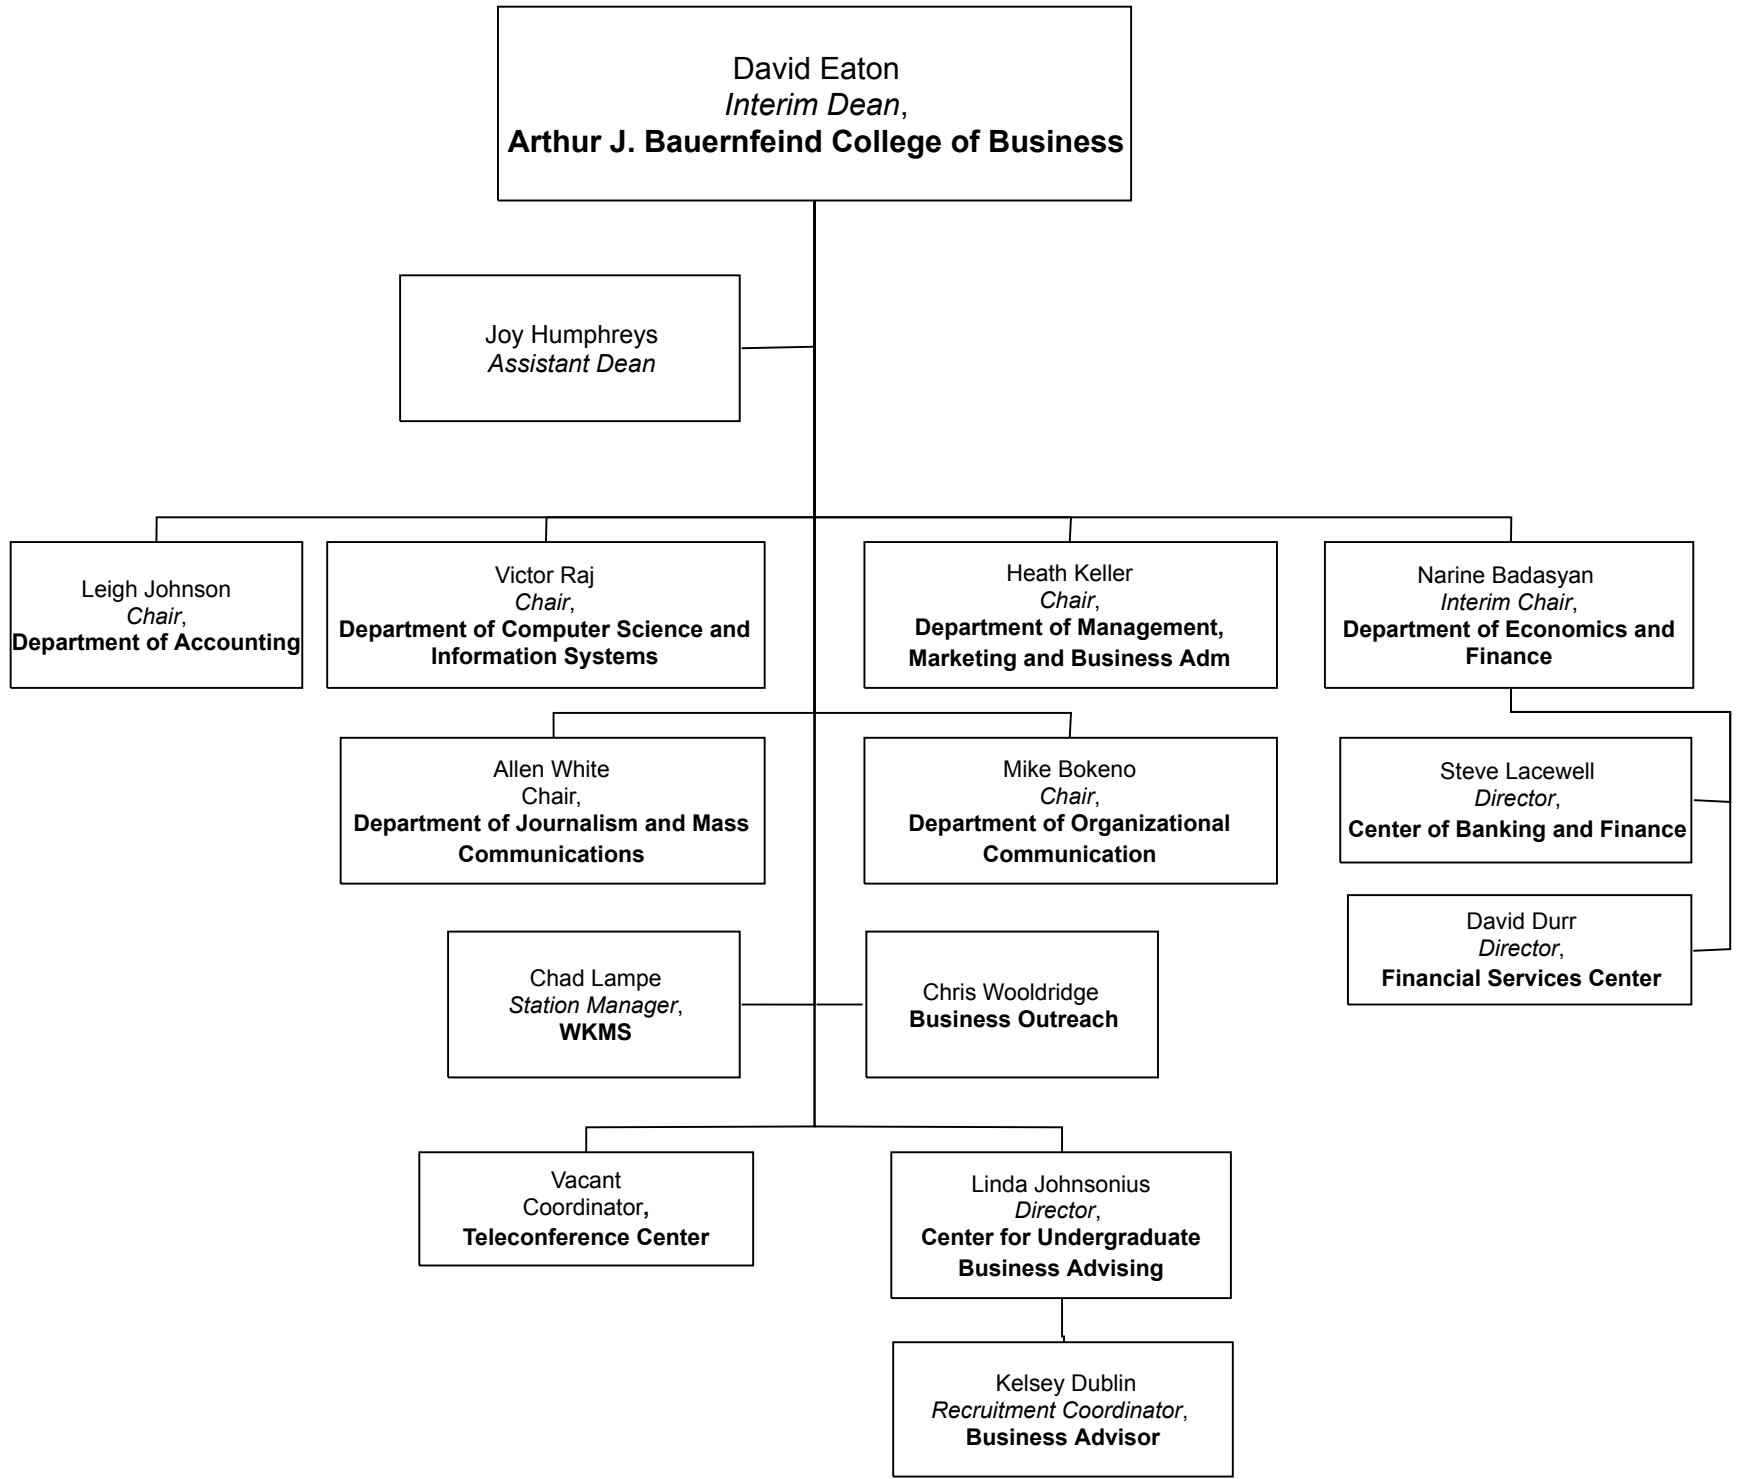 David Eaton
Interim Dean,
Arthur J. Bauernfeind College of Business
Joy Humphreys
Assistant Dean
Leigh Johnson
Chair,
Department of Accounting
Victor Raj
Chair,
Department of Computer Science and
Information Systems
Heath Keller
Chair,
Department of Management,
Marketing and Business Adm
Narine Badasyan
Interim Chair,
Department of Economics and
Finance
Allen White
Chair,
Department of Journalism and Mass
Communications
Mike Bokeno
Chair,
Department of Organizational
Communication
Steve Lacewell
Director,
Center of Banking and Finance
David Durr
Director,
Financial Services Center
Chad Lampe
Station Manager,
WKMS
Chris Wooldridge
Business Outreach
Vacant
Coordinator,
Teleconference Center
Linda Johnsonius
Director,
Center for Undergraduate
Business Advising
Kelsey Dublin
Recruitment Coordinator,
Business Advisor